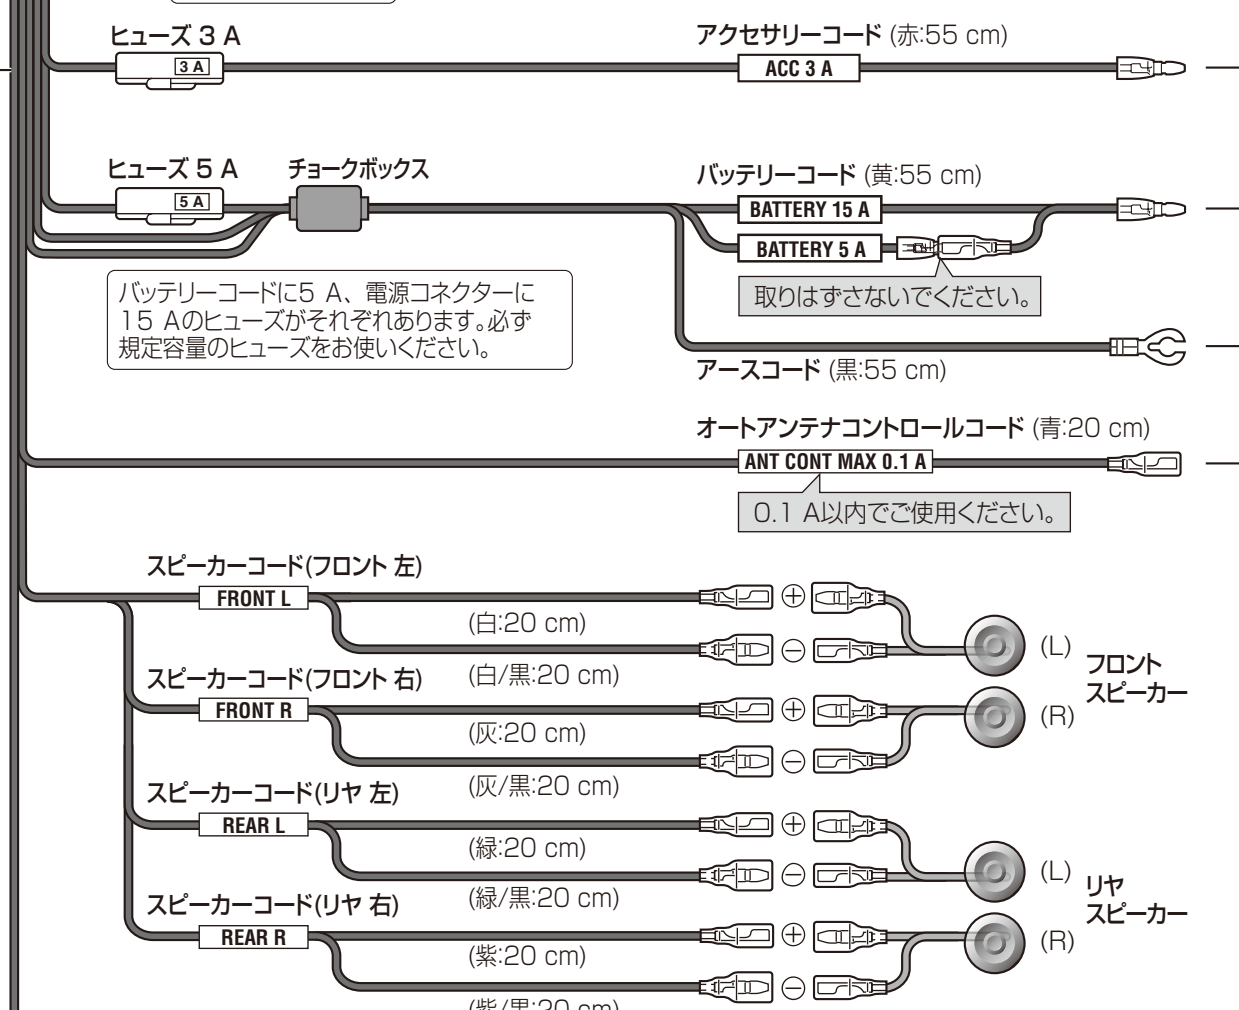 ヒューズ 3 A
アクセサリーコード (赤:55 cm)
3 A
ACC 3 A
ヒューズ 5 A
チョークボックス
バッテリーコード (黄:55 cm)
5 A
BATTERY 15 A
BATTERY 5 A
取りはずさないでください。
バッテリーコードに5 A、電源コネクターに
15 Aのヒューズがそれぞれあります。必ず
規定容量のヒューズをお使いください。
アースコード (黒:55 cm)
オートアンテナコントロールコード (青:20 cm)
ANT CONT MAX 0.1 A
0.1 A以内でご使用ください。
スピーカーコード(フロント 左)
FRONT L
⊕
(白:20 cm)
⊖
(L)
(白/黒:20 cm)
フロント
スピーカー
スピーカーコード(フロント 右)
FRONT R
⊕
(R)
(灰:20 cm)
⊖
(灰/黒:20 cm)
スピーカーコード(リヤ 左)
REAR L
⊕
(緑:20 cm)
⊖
(L)
(緑/黒:20 cm)
リヤ
スピーカー
スピーカーコード(リヤ 右)
REAR R
⊕
(R)
(紫:20 cm)
⊖
(紫/黒:20 cm)